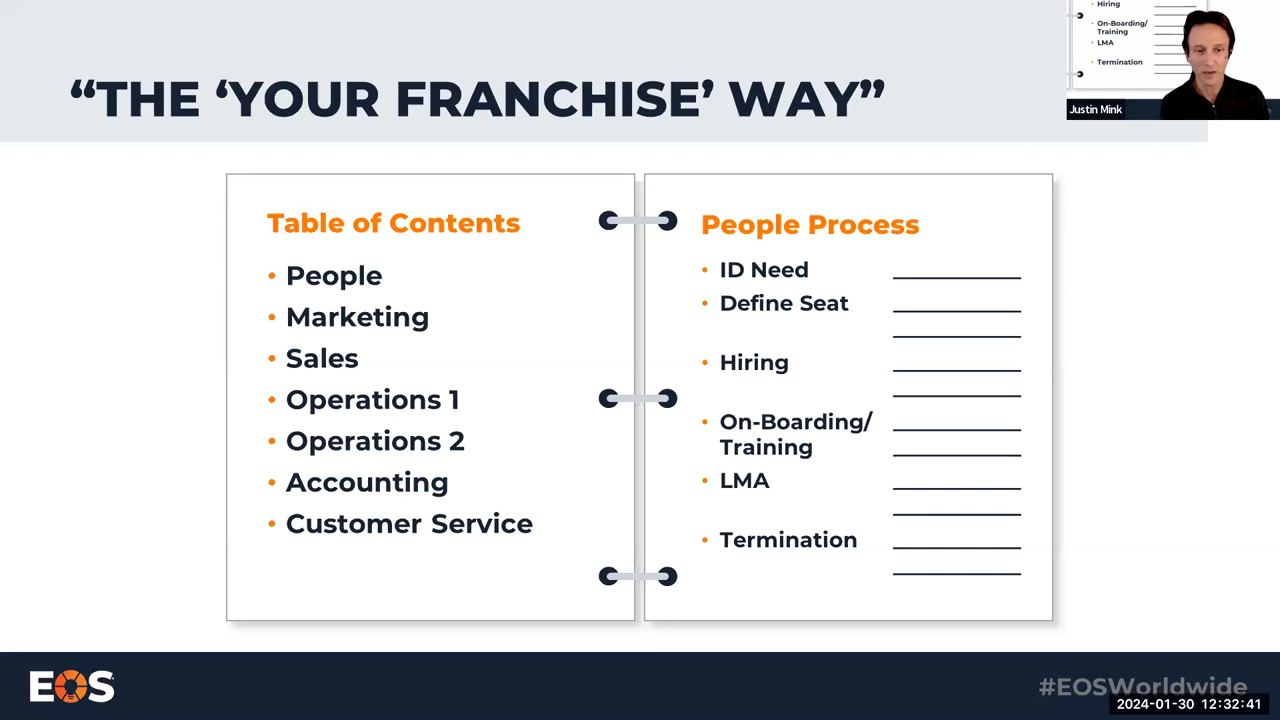 “THE ‘YOUR FRANCHISE’ WAY”
Hiring
On-Boarding/
Training
LMA
Termination
Justin Mink
Table of Contents
• People
• Marketing
• Sales
• Operations 1
• Operations 2
• Accounting
• Customer Service
People Process
• ID Need
• Define Seat
• Hiring
• On-Boarding/
Training
• LMA
• Termination
EOS
#EOSWorldwide
2024-01-30 12:32:41